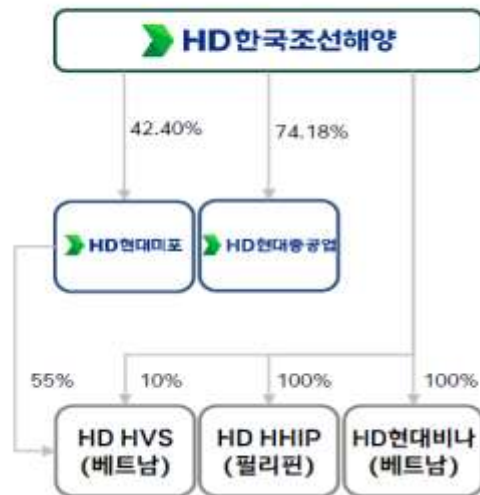 HD한국조선해양
42.40%
74.18%
HD현대미포
HD현대중공업
55%
10%
100%
100%
HD HVS
(베트남)
HD HHIP
(필리핀)
HD현대비나
(베트남)